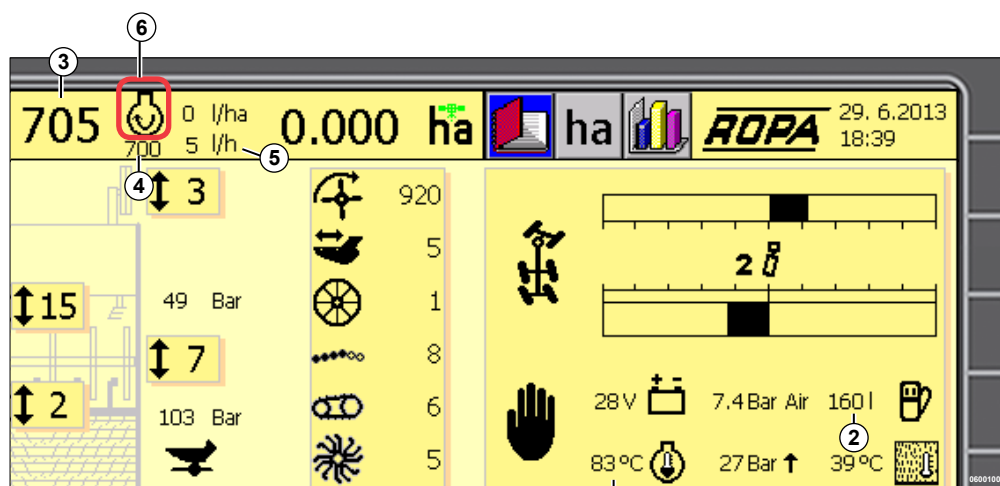 6
3
705 0 l/ha 0.000 ha ha ROPA 29. 6.2013
700 5 l/h 18:39
5
4
3 920
5
2
15 49 Bar 1
7 8
2 103 Bar 6
28 V + - 7.4 Bar Air 160 l
2
5 83 °C 27 Bar 39 °C
0600100